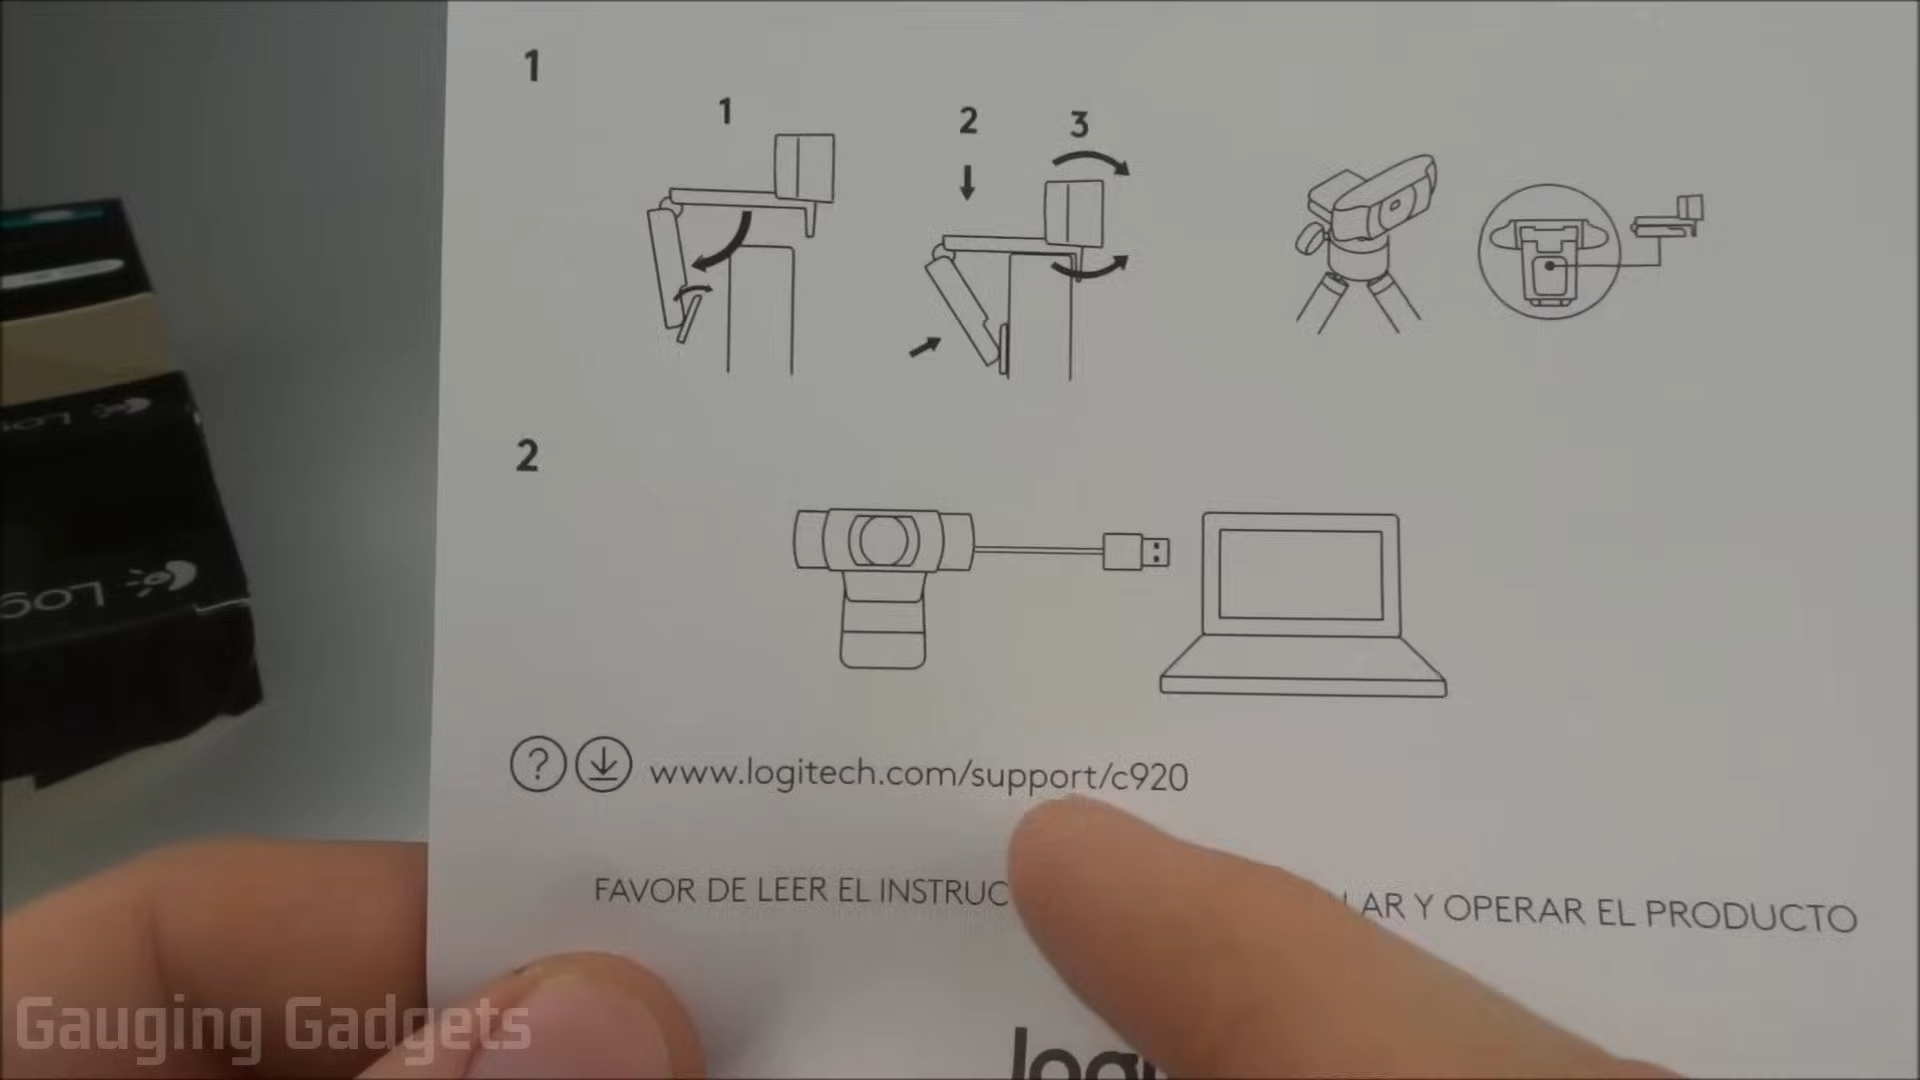 1
1 2 3
2
? www.logitech.com/support/c920
FAVOR DE LEER EL INSTRUC AR Y OPERAR EL PRODUCTO
logi
Gauging Gadgets